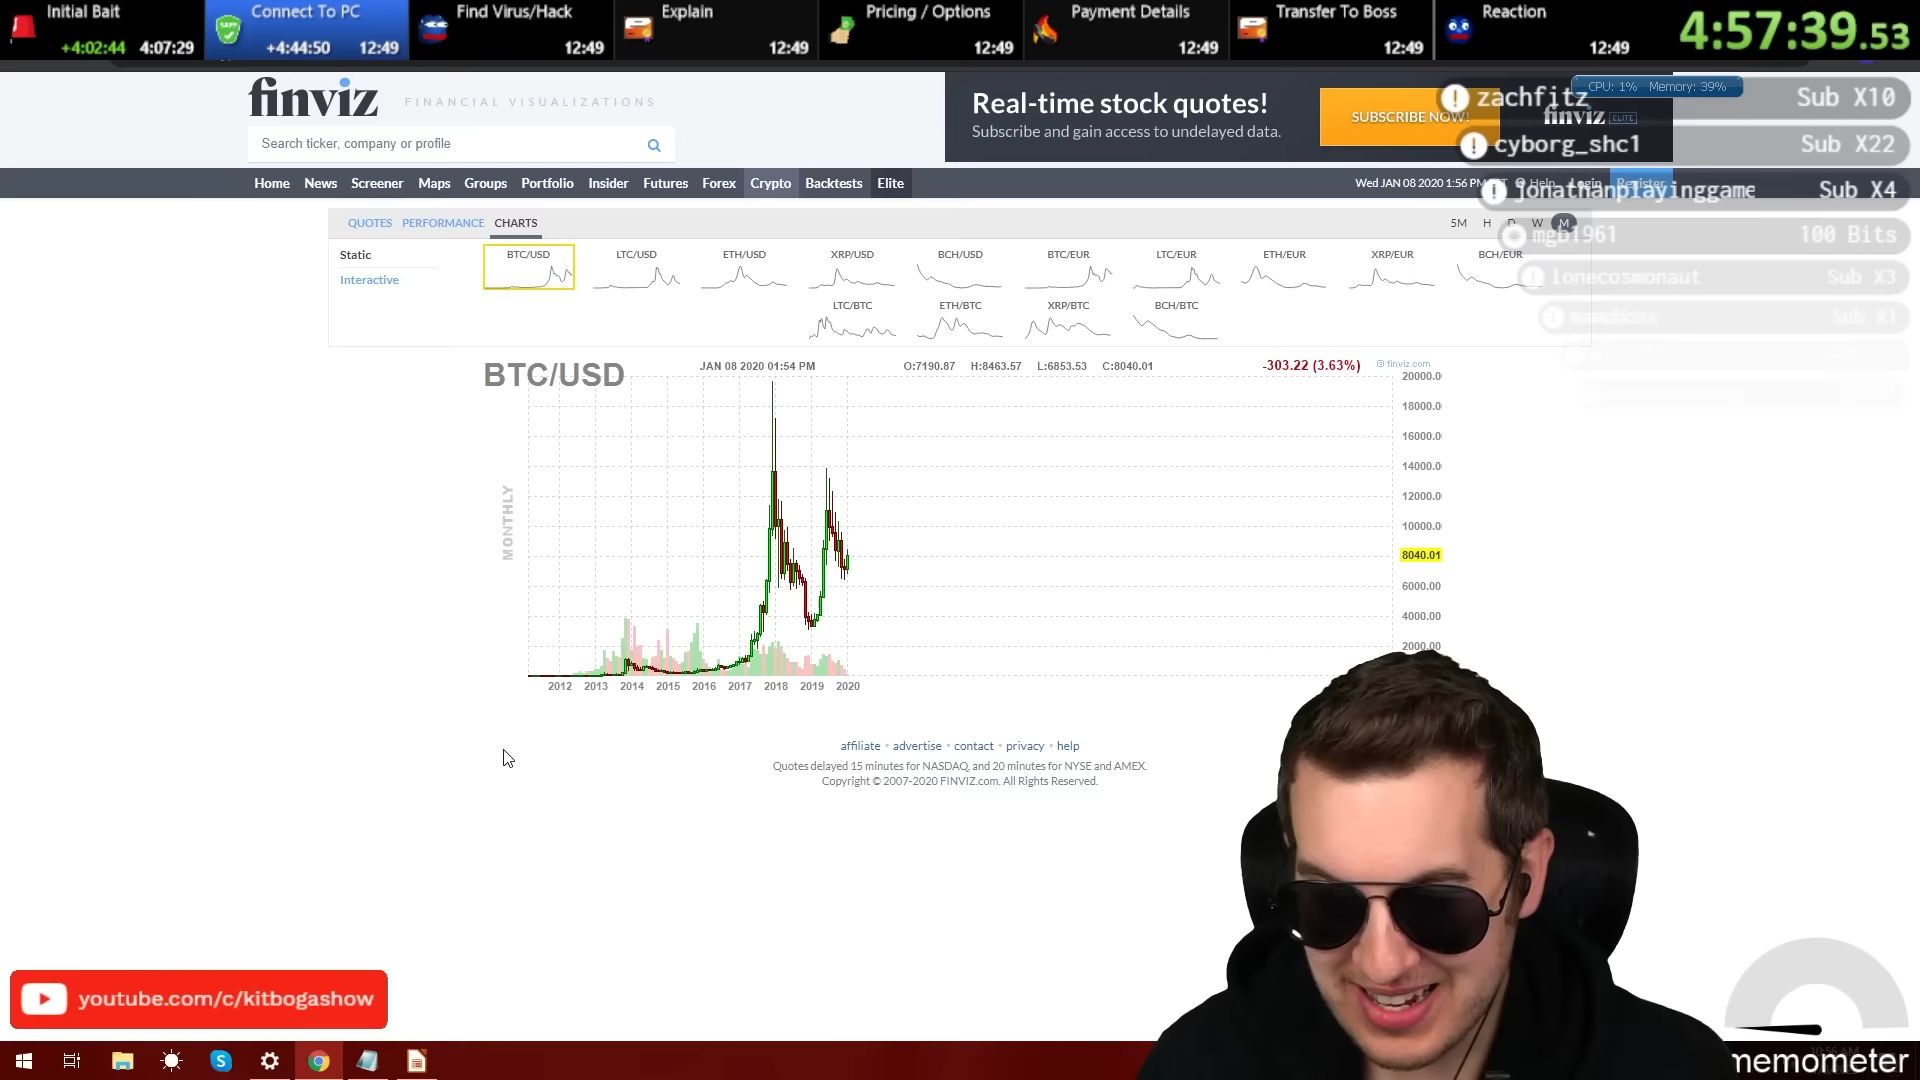 Initial Bait
+4:02:44 4:07:29
Connect To PC
+4:44:50 12:49
Find Virus/Hack
12:49
Explain
12:49
Pricing / Options
12:49
Payment Details
12:49
Transfer To Boss
12:49
Reaction
12:49
4:57:39.53
finviz FINANCIAL VISUALIZATIONS
Search ticker, company or profile
Real-time stock quotes!
Subscribe and gain access to undelayed data.
SUBSCRIBE NOW!
finviz ELITE
CPU: 1% Memory: 39%
zachfitz Sub X10
cyborg_shc1 Sub X22
jonathanplayinggame Sub X4
mgb1961 100 Bits
lonecosmonaut Sub X3
Sub X1
Home News Screener Maps Groups Portfolio Insider Futures Forex Crypto Backtests Elite
Wed JAN 08 2020 1:56 PM Help Login Register
QUOTES PERFORMANCE CHARTS
5M H D W M
Static
Interactive
BTC/USD LTC/USD ETH/USD XRP/USD BCH/USD BTC/EUR LTC/EUR ETH/EUR XRP/EUR BCH/EUR
LTC/BTC ETH/BTC XRP/BTC BCH/BTC
BTC/USD
JAN 08 2020 01:54 PM O:7190.87 H:8463.57 L:6853.53 C:8040.01 -303.22 (3.63%) © finviz.com
MONTHLY
20000.0
18000.0
16000.0
14000.0
12000.0
10000.0
8040.01
6000.00
4000.00
2000.00
2012 2013 2014 2015 2016 2017 2018 2019 2020
affiliate • advertise • contact • privacy • help
Quotes delayed 15 minutes for NASDAQ, and 20 minutes for NYSE and AMEX.
Copyright © 2007-2020 FINVIZ.com. All Rights Reserved.
youtube.com/c/kitbogashow
memometer